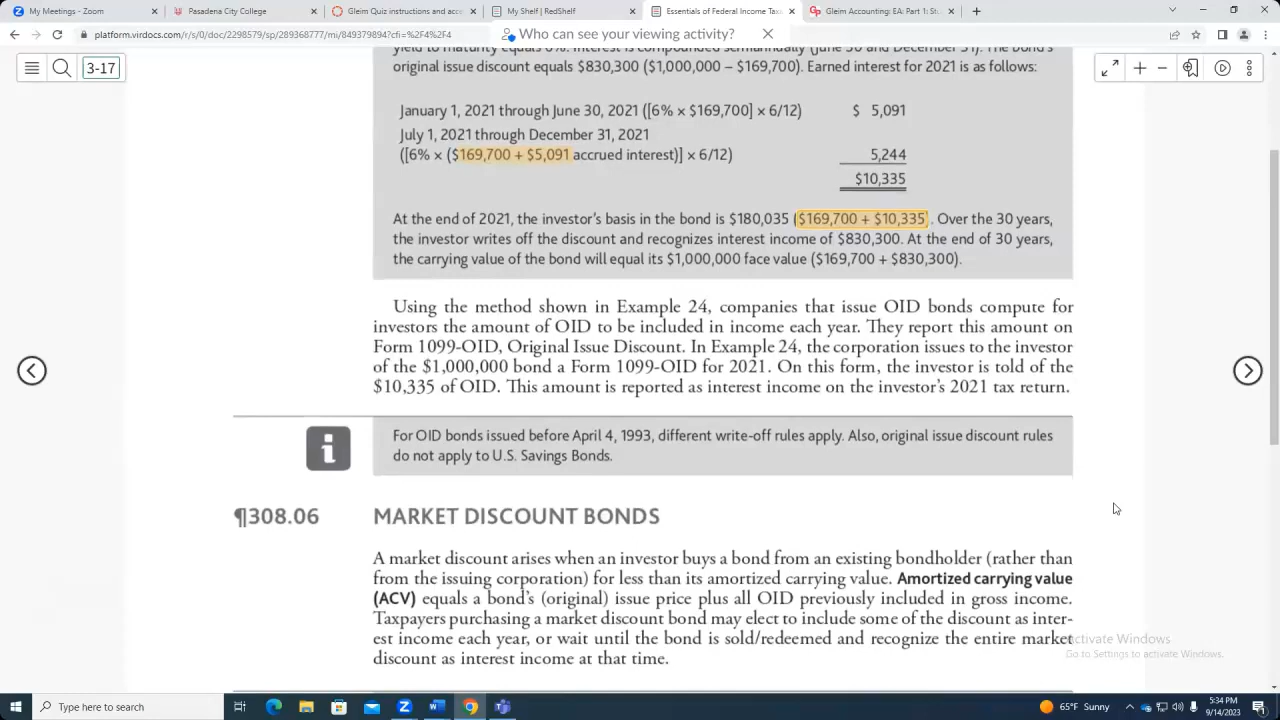 My Meetings - Zoom
Pasadena City College
Gleim Quiz instructions and acce
My Shelf | RedShelf
Essentials of Federal Income Tax
Gleim Accounting: EA: Part 1: St
platform.virdocs.com/r/s/0/doc/2298579/sp/289368777/mi/849379894?cfi=%2F4%2F4
Who can see your viewing activity?
3-17
yield to maturity equals 6%. Interest is compounded semiannually (June 30 and December 31). The bond's
original issue discount equals $830,300 ($1,000,000 – $169,700). Earned interest for 2021 is as follows:
January 1, 2021 through June 30, 2021 ([6% × $169,700] × 6/12) $ 5,091
July 1, 2021 through December 31, 2021
([6% × ($169,700 + $5,091 accrued interest)] × 6/12) 5,244
$10,335
At the end of 2021, the investor's basis in the bond is $180,035 ($169,700 + $10,335). Over the 30 years,
the investor writes off the discount and recognizes interest income of $830,300. At the end of 30 years,
the carrying value of the bond will equal its $1,000,000 face value ($169,700 + $830,300).
Using the method shown in Example 24, companies that issue OID bonds compute for
investors the amount of OID to be included in income each year. They report this amount on
Form 1099-OID, Original Issue Discount. In Example 24, the corporation issues to the investor
of the $1,000,000 bond a Form 1099-OID for 2021. On this form, the investor is told of the
$10,335 of OID. This amount is reported as interest income on the investor's 2021 tax return.
i
For OID bonds issued before April 4, 1993, different write-off rules apply. Also, original issue discount rules
do not apply to U.S. Savings Bonds.
¶308.06 MARKET DISCOUNT BONDS
A market discount arises when an investor buys a bond from an existing bondholder (rather than
from the issuing corporation) for less than its amortized carrying value. Amortized carrying value
(ACV) equals a bond's (original) issue price plus all OID previously included in gross income.
Taxpayers purchasing a market discount bond may elect to include some of the discount as inter-
est income each year, or wait until the bond is sold/redeemed and recognize the entire market
discount as interest income at that time.
Activate Windows
Go to Settings to activate Windows.
Type here to search
65°F Sunny
5:34 PM
9/14/2023